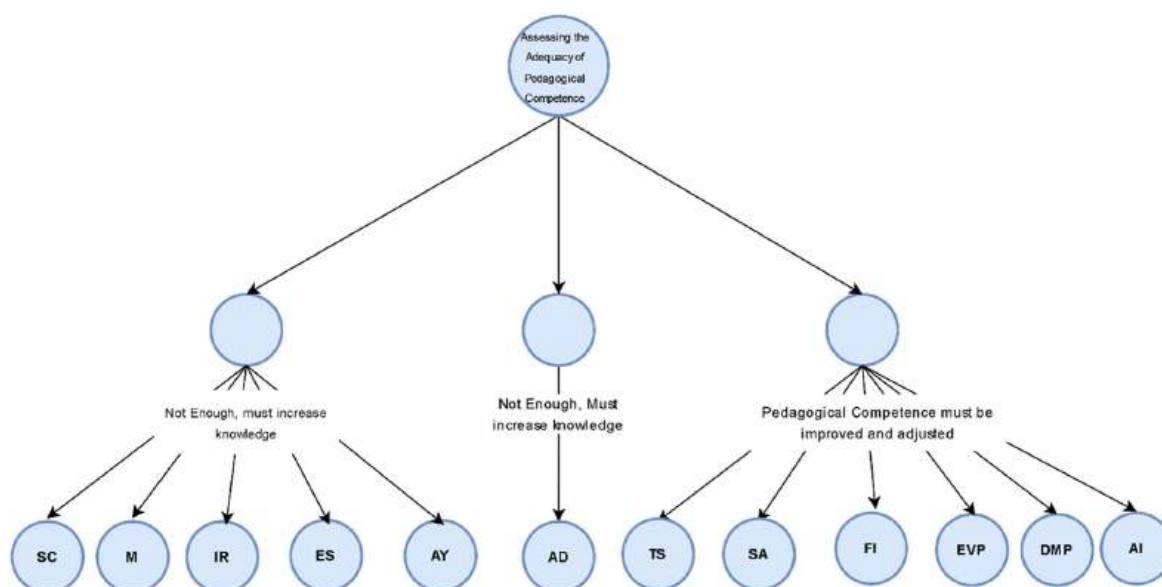 Assessing the
Adequacy of
Pedagogical
Competence
Not Enough, must increase
knowledge
Not Enough, Must
increase knowledge
Pedagogical Competence must be
improved and adjusted
SC
M
IR
ES
AY
AD
TS
SA
FI
EVP
DMP
AI